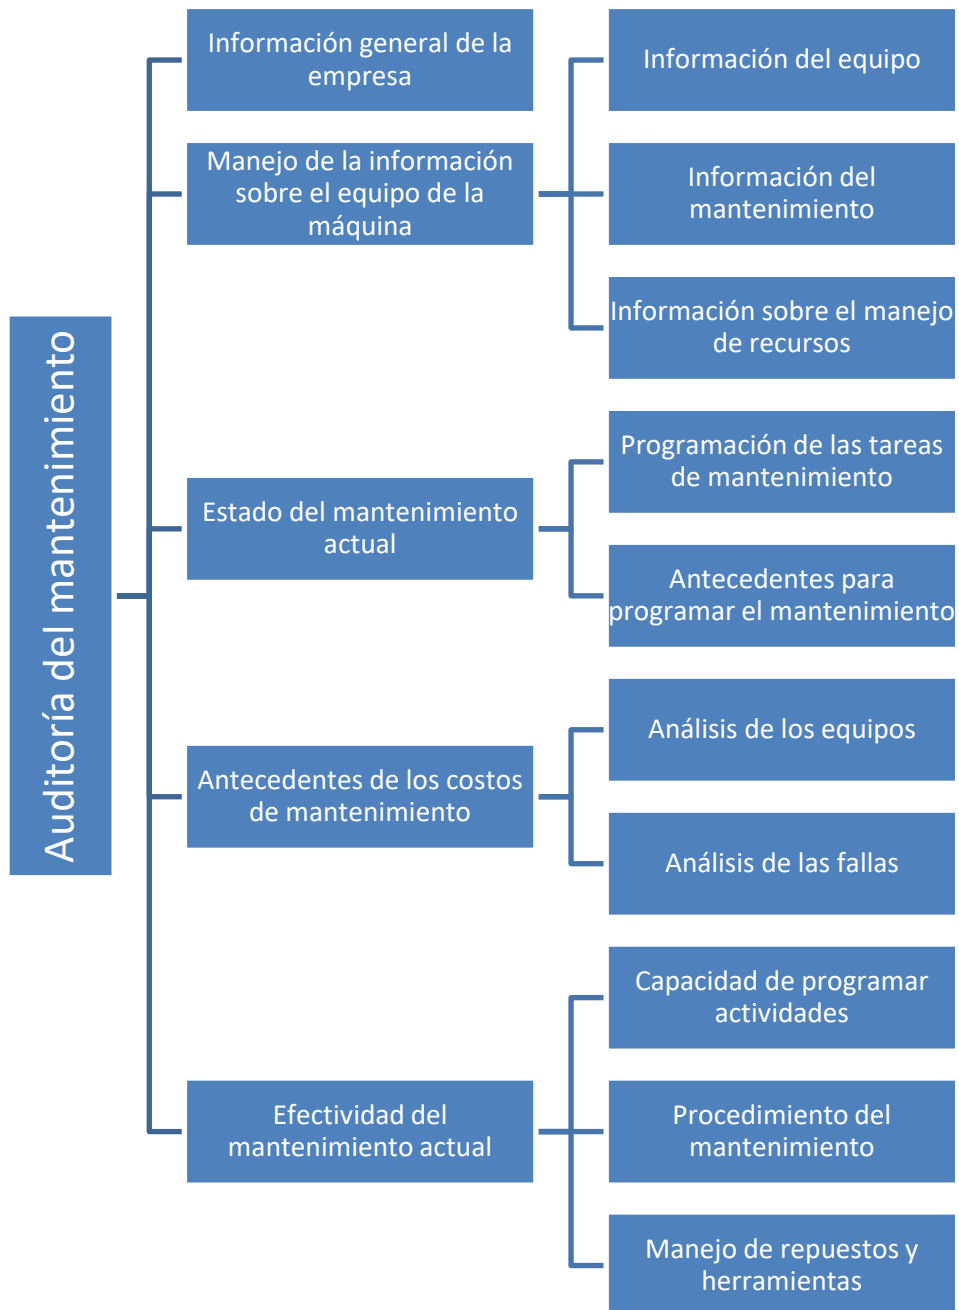 Auditoría del mantenimiento
Información general de la
empresa
Manejo de la información
sobre el equipo de la
máquina
Información del equipo
Información del
mantenimiento
Información sobre el manejo
de recursos
Estado del mantenimiento
actual
Programación de las tareas
de mantenimiento
Antecedentes para
programar el mantenimiento
Antecedentes de los costos
de mantenimiento
Análisis de los equipos
Análisis de las fallas
Efectividad del
mantenimiento actual
Capacidad de programar
actividades
Procedimiento del
mantenimiento
Manejo de repuestos y
herramientas